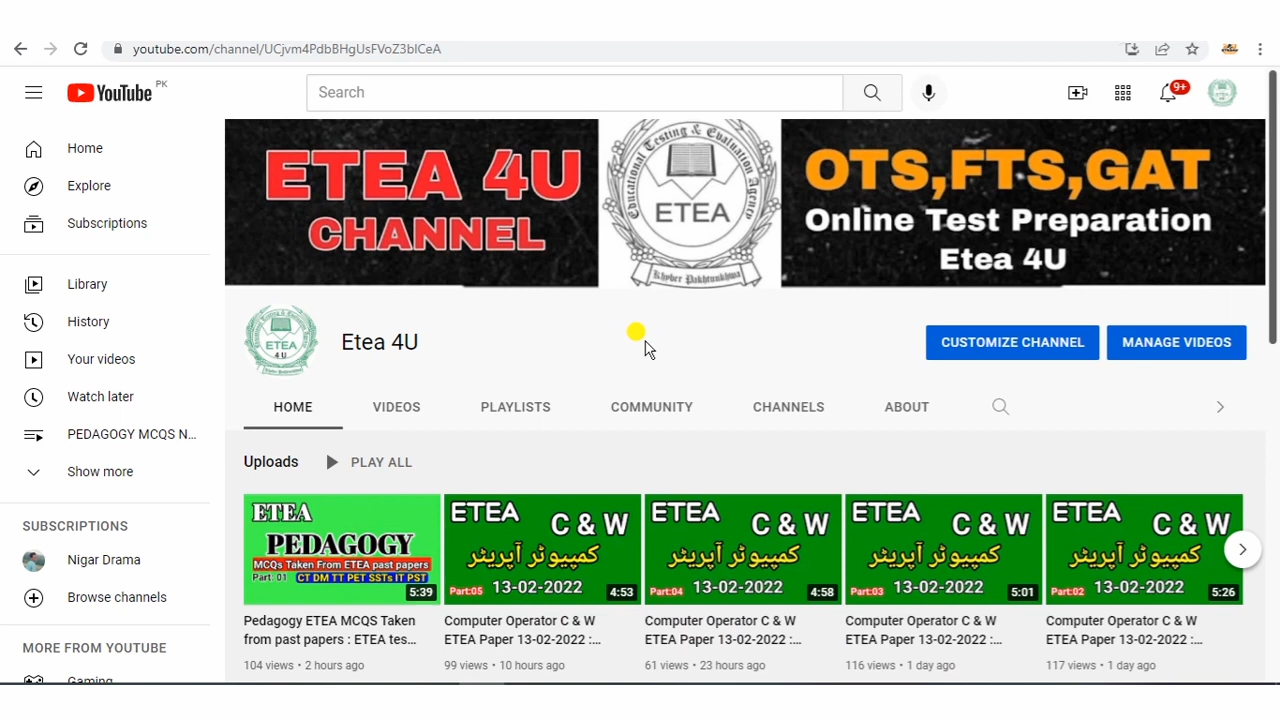 youtube.com/channel/UCjvm4PdbBHgUsFVoZ3blCeA
YouTube PK
Search
9+
Home
Explore
Subscriptions
Library
History
Your videos
Watch later
PEDAGOGY MCQS N...
Show more
SUBSCRIPTIONS
Nigar Drama
Browse channels
MORE FROM YOUTUBE
Gaming
ETEA 4U
CHANNEL
Educational Testing & Evaluation Agency
ETEA
Khyber Pakhtunkhwa
OTS,FTS,GAT
Online Test Preparation
Etea 4U
ETEA
4 U
Etea 4U
CUSTOMIZE CHANNEL
MANAGE VIDEOS
HOME
VIDEOS
PLAYLISTS
COMMUNITY
CHANNELS
ABOUT
Uploads
PLAY ALL
ETEA
PEDAGOGY
MCQs Taken From ETEA past papers
Part: 01 CT DM TT PET SSTs IT PST
5:39
Pedagogy ETEA MCQS Taken
from past papers : ETEA tes...
104 views • 2 hours ago
ETEA C & W
کمپیوٹر آپریٹر
Part:05 13-02-2022
4:53
Computer Operator C & W
ETEA Paper 13-02-2022 :...
99 views • 10 hours ago
ETEA C & W
کمپیوٹر آپریٹر
Part:04 13-02-2022
4:58
Computer Operator C & W
ETEA Paper 13-02-2022 :...
61 views • 23 hours ago
ETEA C & W
کمپیوٹر آپریٹر
Part:03 13-02-2022
5:01
Computer Operator C & W
ETEA Paper 13-02-2022 :...
116 views • 1 day ago
ETEA C & W
کمپیوٹر آپریٹر
Part:02 13-02-2022
5:26
Computer Operator C & W
ETEA Paper 13-02-2022 :...
117 views • 1 day ago